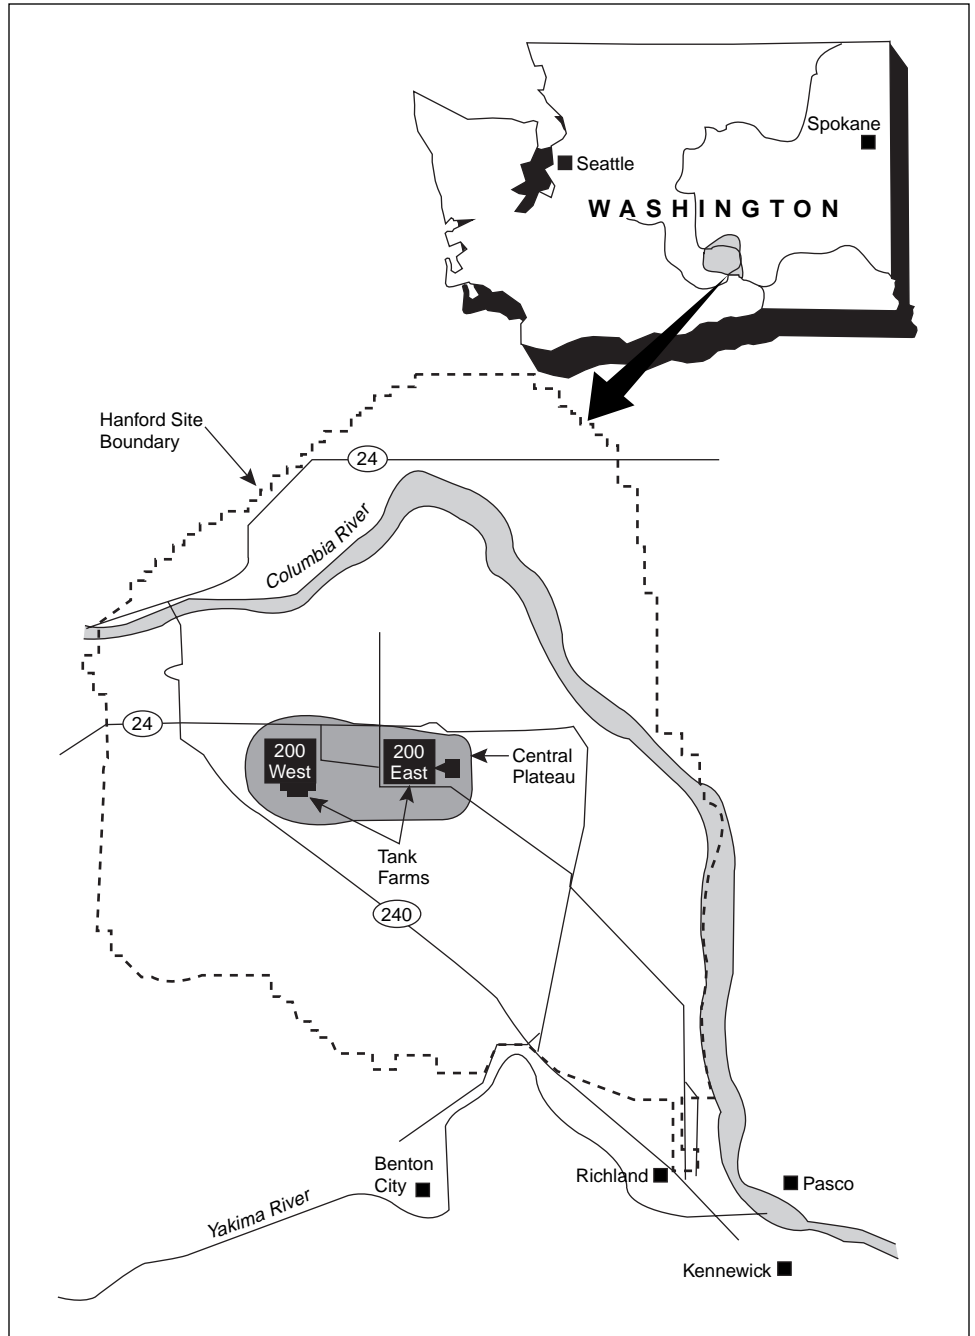 Spokane
Seattle
WASHINGTON
Hanford Site
Boundary
24
Columbia River
24
200
West
200
East
Central
Plateau
Tank
Farms
240
Benton
City
Richland
Pasco
Yakima River
Kennewick